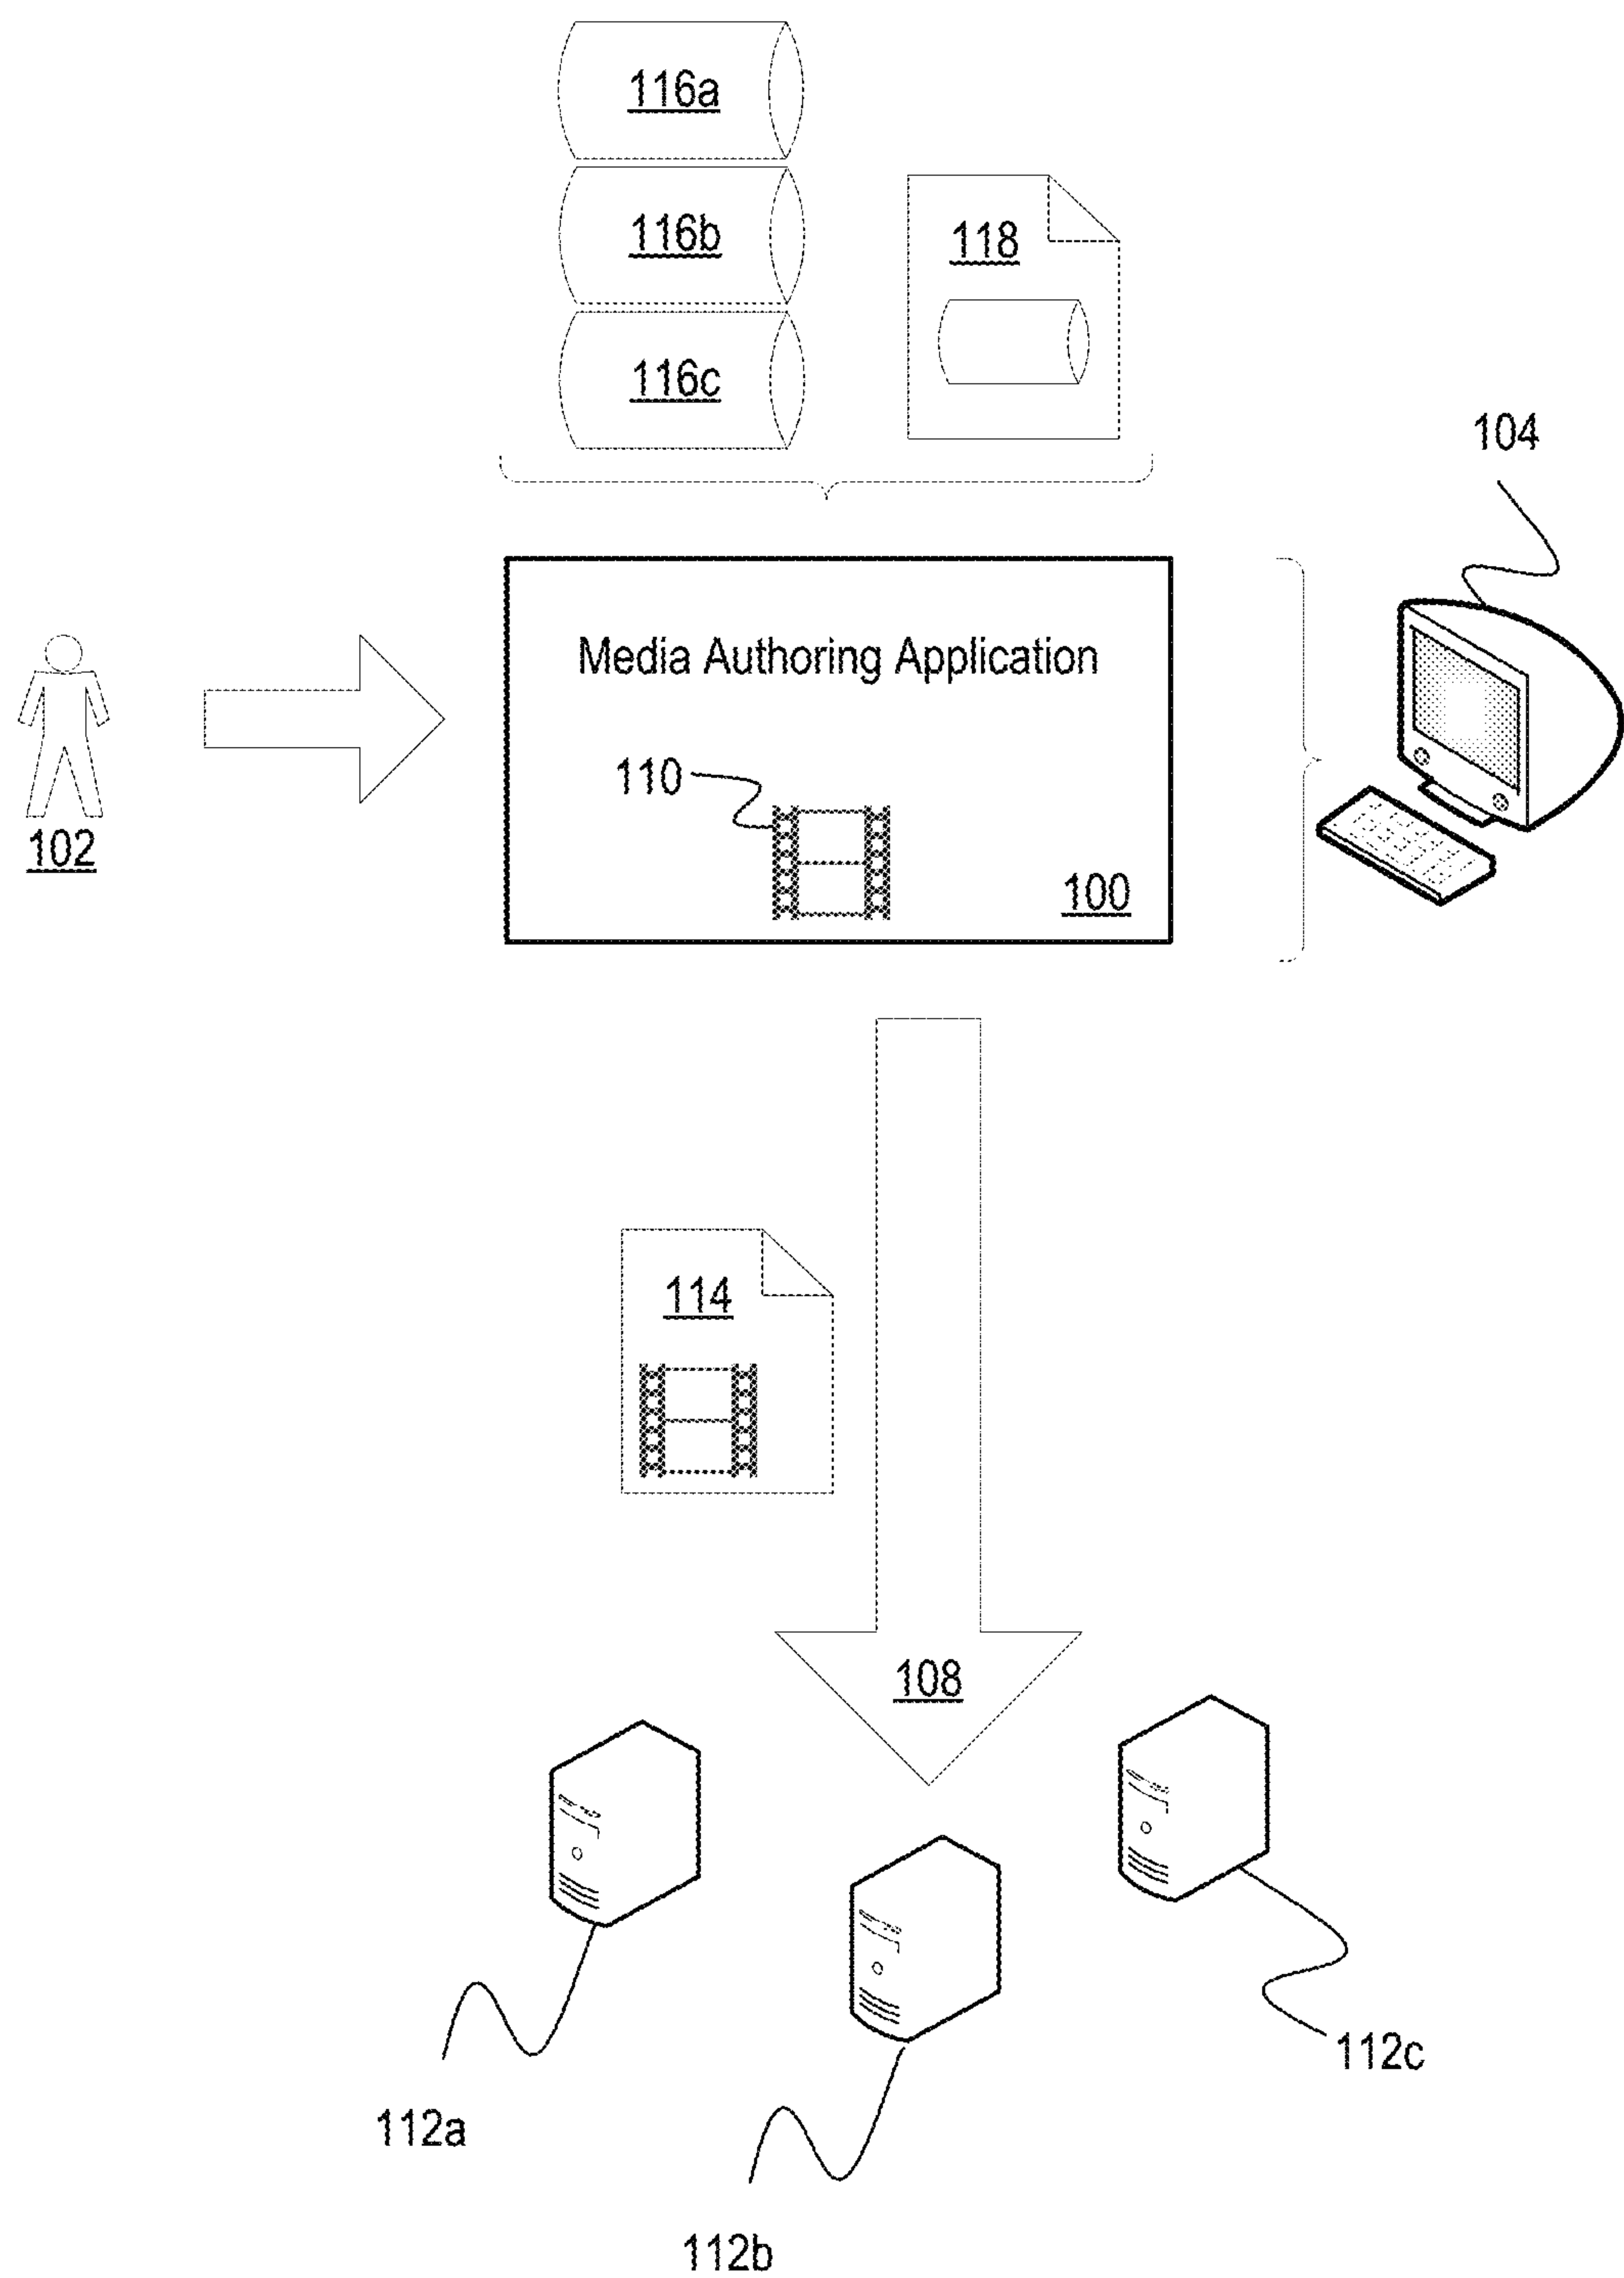 116a
116b
118
116c
104
Media Authoring Application
110
102
100
114
108
112c
112a
112b